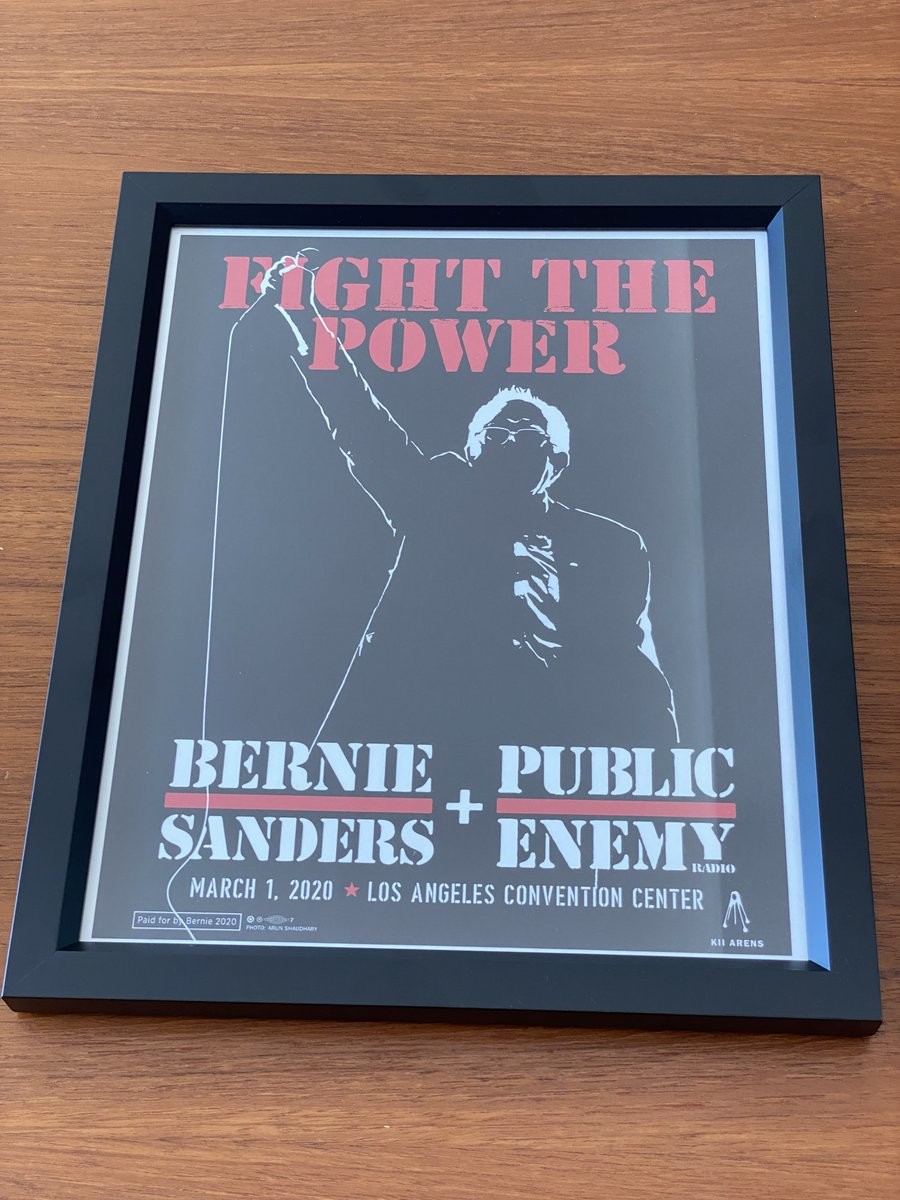 FIGHT THE
POWER
BERNIE
SANDERS
+
PUBLIC
ENEMY
RADIO
MARCH 1, 2020 ★ LOS ANGELES CONVENTION CENTER
Paid for by Bernie 2020
PHOTO: ARUN CHAUDHARY
KII ARENS